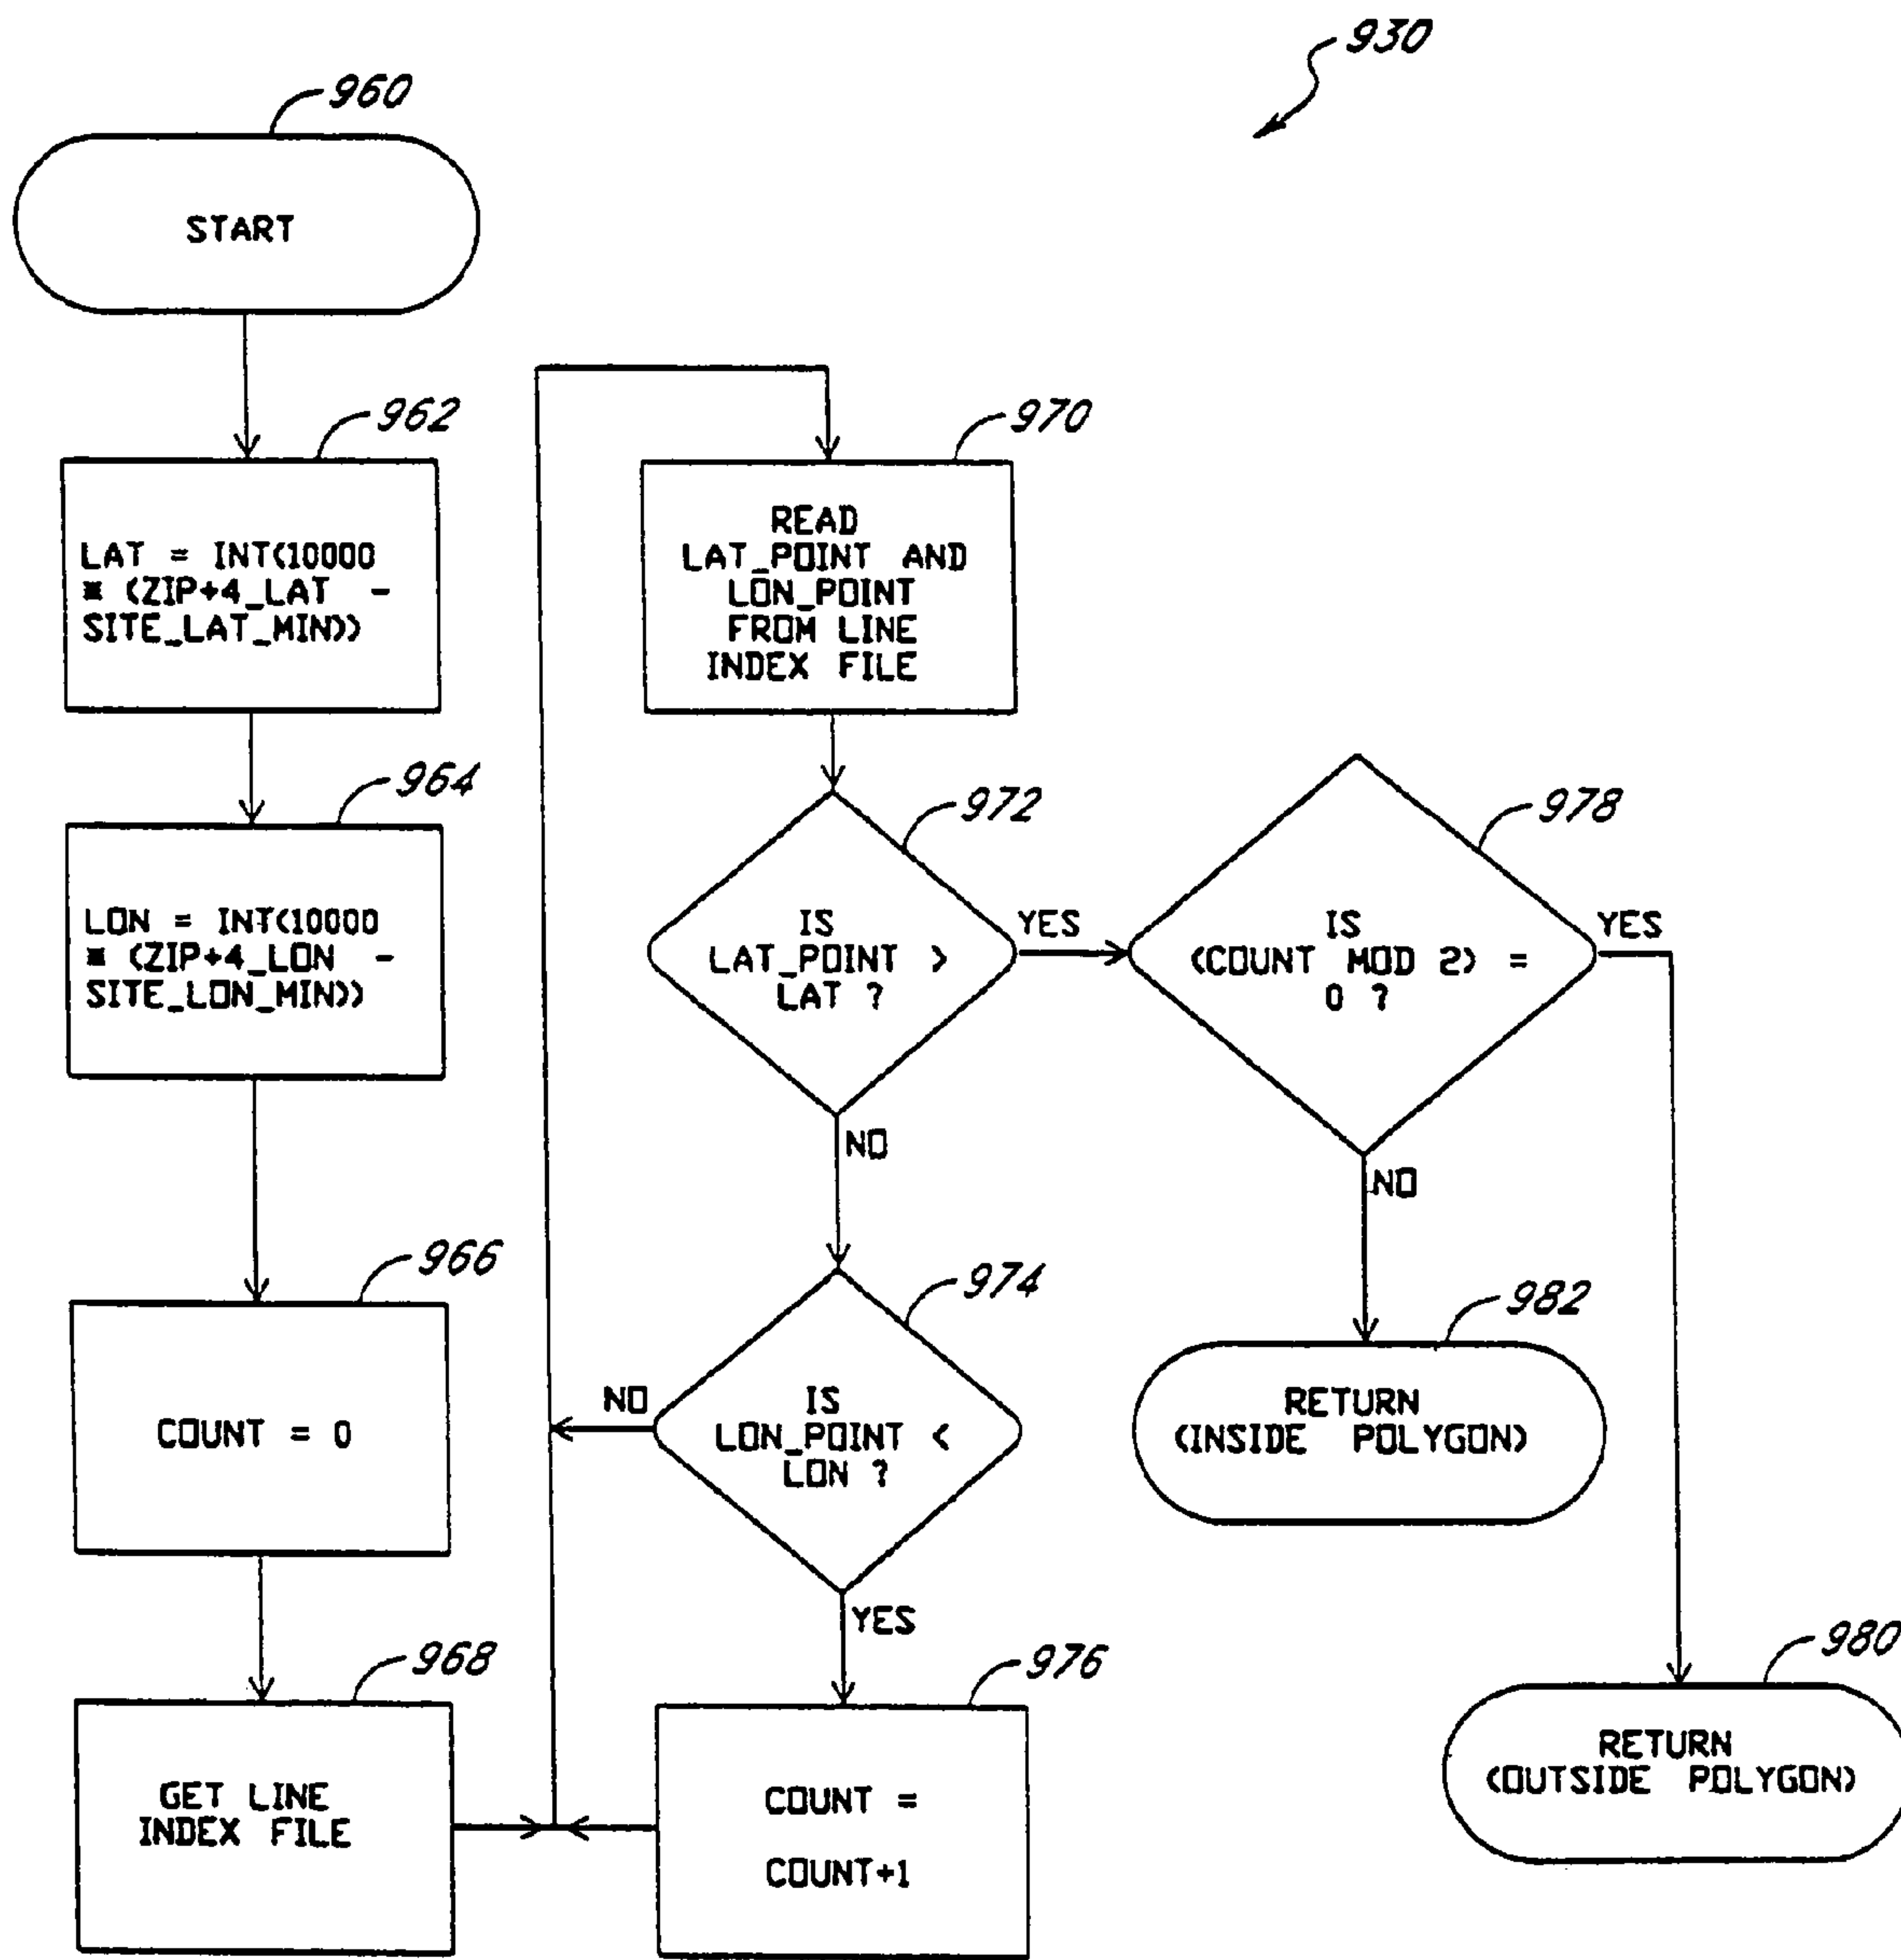 930
960
START
962
LAT = INT(10000
* (ZIP+4_LAT -
SITE_LAT_MIN))
964
LON = INT(10000
* (ZIP+4_LON -
SITE_LON_MIN))
966
COUNT = 0
968
GET LINE
INDEX FILE
970
READ
LAT_POINT AND
LON_POINT
FROM LINE
INDEX FILE
972
IS
LAT_POINT >
LAT ?
YES
NO
974
IS
LON_POINT <
LON ?
NO
YES
976
COUNT =
COUNT+1
978
IS
(COUNT MOD 2) =
0 ?
YES
NO
982
RETURN
(INSIDE POLYGON)
980
RETURN
(OUTSIDE POLYGON)